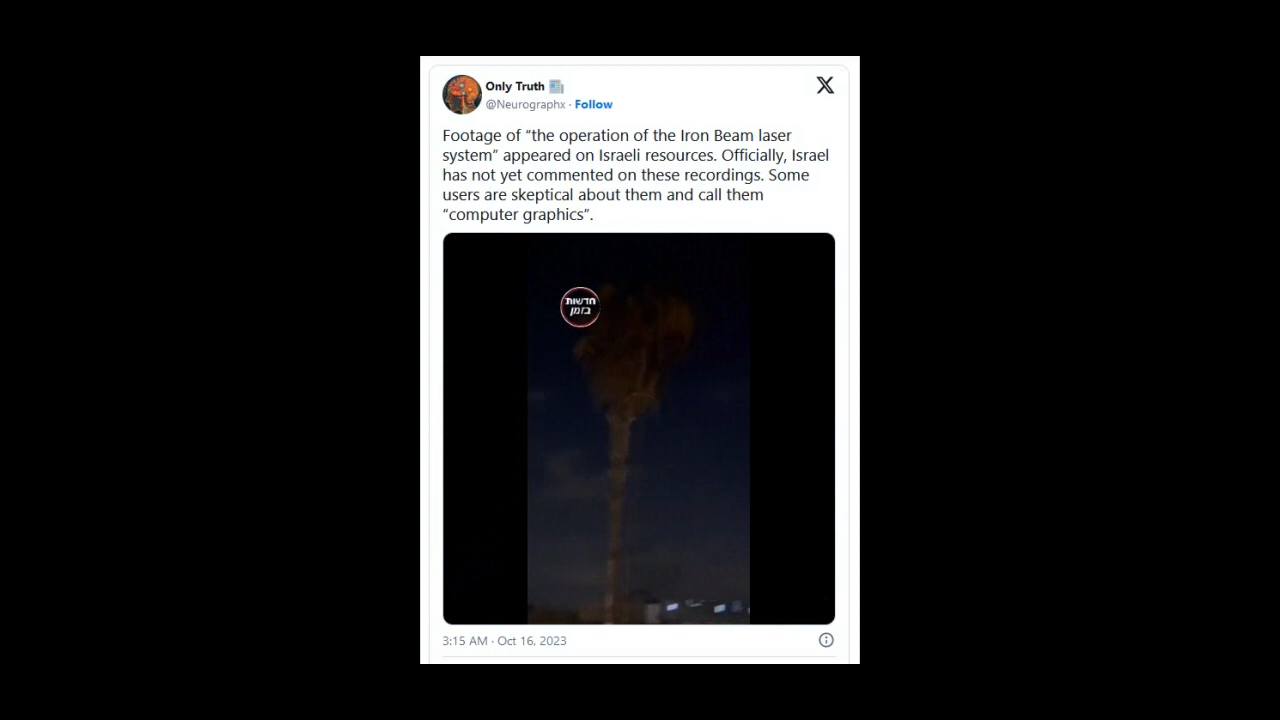 Only Truth
@Neurographx · Follow
Footage of “the operation of the Iron Beam laser
system” appeared on Israeli resources. Officially, Israel
has not yet commented on these recordings. Some
users are skeptical about them and call them
“computer graphics”.
חדשות
בזמן
3:15 AM · Oct 16, 2023